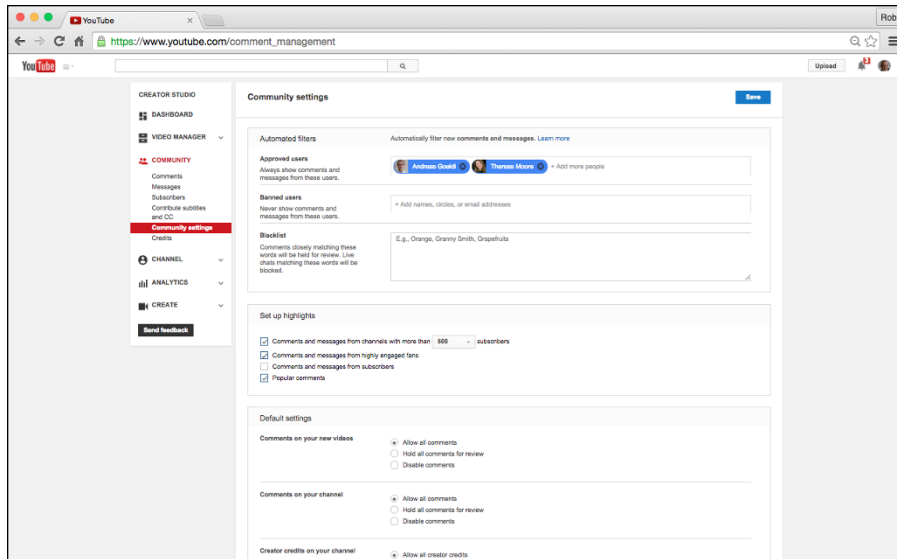 YouTube
Rob
https://www.youtube.com/comment_management
YouTube
Upload
3
CREATOR STUDIO
DASHBOARD
VIDEO MANAGER
COMMUNITY
Comments
Messages
Subscribers
Contribute subtitles
and CC
Community settings
Credits
CHANNEL
ANALYTICS
CREATE
Send feedback
Community settings
Save
Automated filters
Automatically filter new comments and messages. Learn more
Approved users
Always show comments and
messages from these users.
Andreas Goeldi
Theresa Moore
+ Add more people
Banned users
Never show comments and
messages from these users.
+ Add names, circles, or email addresses
Blacklist
Comments closely matching these
words will be held for review. Live
chats matching these words will be
blocked.
E.g., Orange, Granny Smith, Grapefruits
Set up highlights
Comments and messages from channels with more than 500 subscribers
Comments and messages from highly engaged fans
Comments and messages from subscribers
Popular comments
Default settings
Comments on your new videos
Allow all comments
Hold all comments for review
Disable comments
Comments on your channel
Allow all comments
Hold all comments for review
Disable comments
Creator credits on your channel
Allow all creator credits